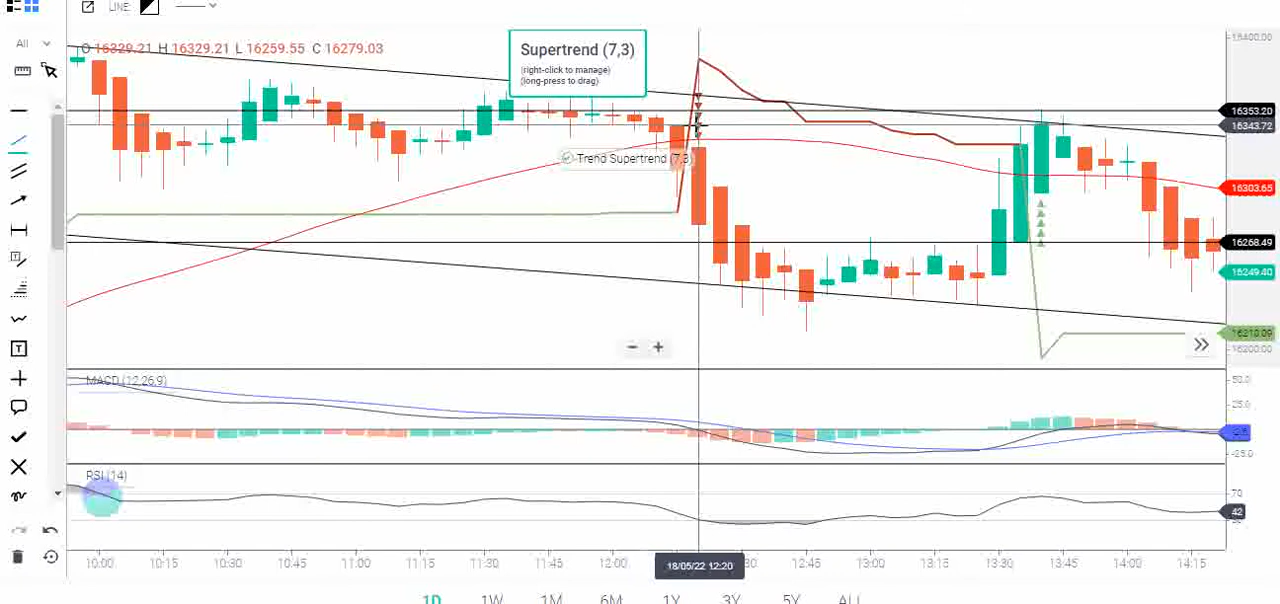 LINE:
All
O 16329.21 H 16329.21 L 16259.55 C 16279.03
Supertrend (7,3)
(right-click to manage)
(long-press to drag)
Trend Supertrend (7,3)
16400.00
16353.20
16343.72
16303.65
16268.49
16249.40
16210.09
16200.00
MACD (12,26,9)
50.0
25.0
-25.0
RSI (14)
70
42
10:00 10:15 10:30 10:45 11:00 11:15 11:30 11:45 12:00 18/05/22 12:20 :30 12:45 13:00 13:15 13:30 13:45 14:00 14:15
1D 1W 1M 6M 1Y 3Y 5Y ALL